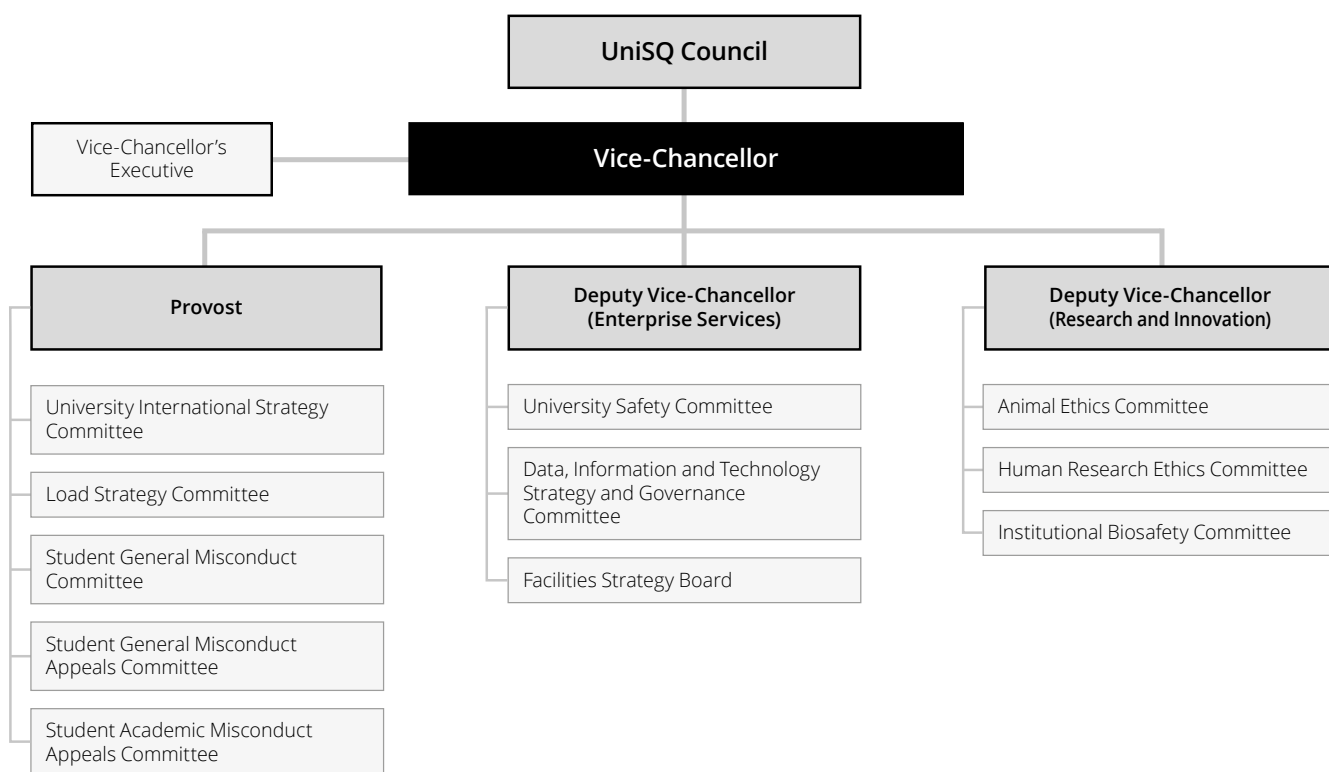 UniSQ Council
Vice-Chancellor's
Executive
Vice-Chancellor
Provost
University International Strategy
Committee
Load Strategy Committee
Student General Misconduct
Committee
Student General Misconduct
Appeals Committee
Student Academic Misconduct
Appeals Committee
Deputy Vice-Chancellor
(Enterprise Services)
University Safety Committee
Data, Information and Technology
Strategy and Governance
Committee
Facilities Strategy Board
Deputy Vice-Chancellor
(Research and Innovation)
Animal Ethics Committee
Human Research Ethics Committee
Institutional Biosafety Committee